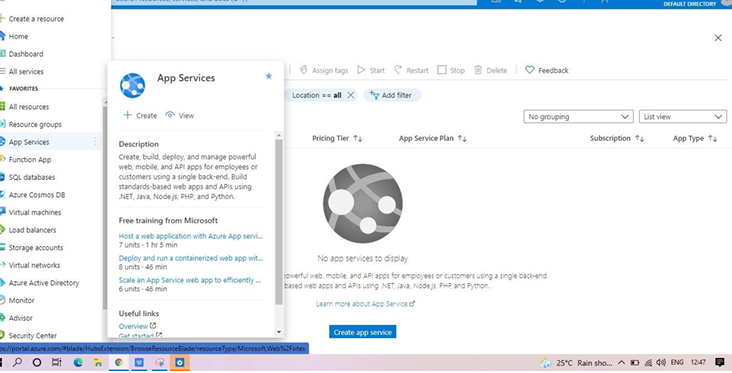 DEFAULT DIRECTORY
Create a resource
Home
Dashboard
All services
FAVORITES
All resources
Resource groups
App Services
Function App
SQL databases
Azure Cosmos DB
Virtual machines
Load balancers
Storage accounts
Virtual networks
Azure Active Directory
Monitor
Advisor
Security Center
App Services
Create View
Description
Create, build, deploy, and manage powerful
web, mobile, and API apps for employees or
customers using a single back-end. Build
standards-based web apps and APIs using
.NET, Java, Node.js, PHP, and Python.
Free training from Microsoft
Host a web application with Azure App servi...
7 units · 1 hr 5 min
Deploy and run a containerized web app wit...
8 units · 46 min
Scale an App Service web app to efficiently ...
6 units · 46 min
Useful links
Overview
Get started
Assign tags Start Restart Stop Delete Feedback
Location == all Add filter
No grouping List view
Pricing Tier App Service Plan Subscription App Type
No app services to display
powerful web, mobile, and API apps for employees or customers using a single back-end.
based web apps and APIs using .NET, Java, Node.js, PHP, and Python.
Learn more about App Service
Create app service
ps://portal.azure.com/#blade/HubsExtension/BrowseResourceBlade/resourceType/Microsoft.Web%2Fsites
25°C Rain sho... ENG 12:47